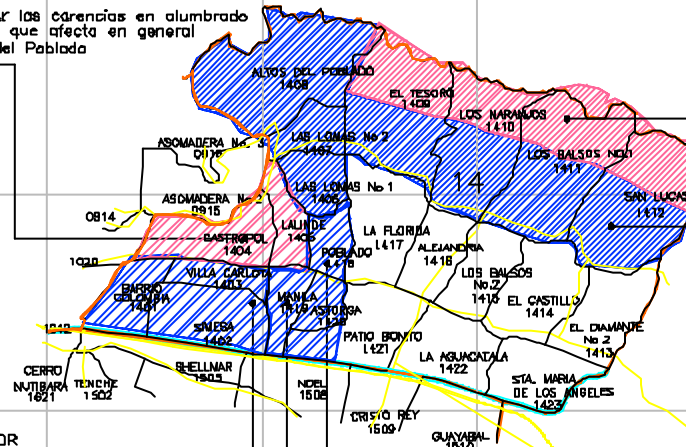 ar las carencias en alumbrado
que afecta en general
del Poblado
ALTOS DEL POBLADO
1408
EL TESORO
1409
LOS NARANJOS
1410
ASOMADERA No. 3
LAS LOMAS No 2
1407
LOS BALSOS No.1
1411
14
SAN LUCAS
1412
ASOMADERA No 2
0915
LAS LOMAS No 1
1406
0814
LALINDE
1405
CASTROPOL
1404
LA FLORIDA
1417
POBLADO
1418
ALEJANDRIA
1416
1020
VILLA CARLOTA
1403
LOS BALSOS
No.2
1415
BARRIO
COLOMBIA
1401
MANILA
1419
ASTORGA
1420
EL CASTILLO
1414
SIMESA
1402
PATIO BONITO
1421
EL DIAMANTE
No 2
1413
LA AGUACATALA
1422
CERRO
NUTIBARA
1621
TENCHE
1502
SHELLMAR
1505
NOEL
1508
STA. MARIA
DE LOS ANGELES
1423
CRISTO REY
1509
GUAYABAL
1510
OR